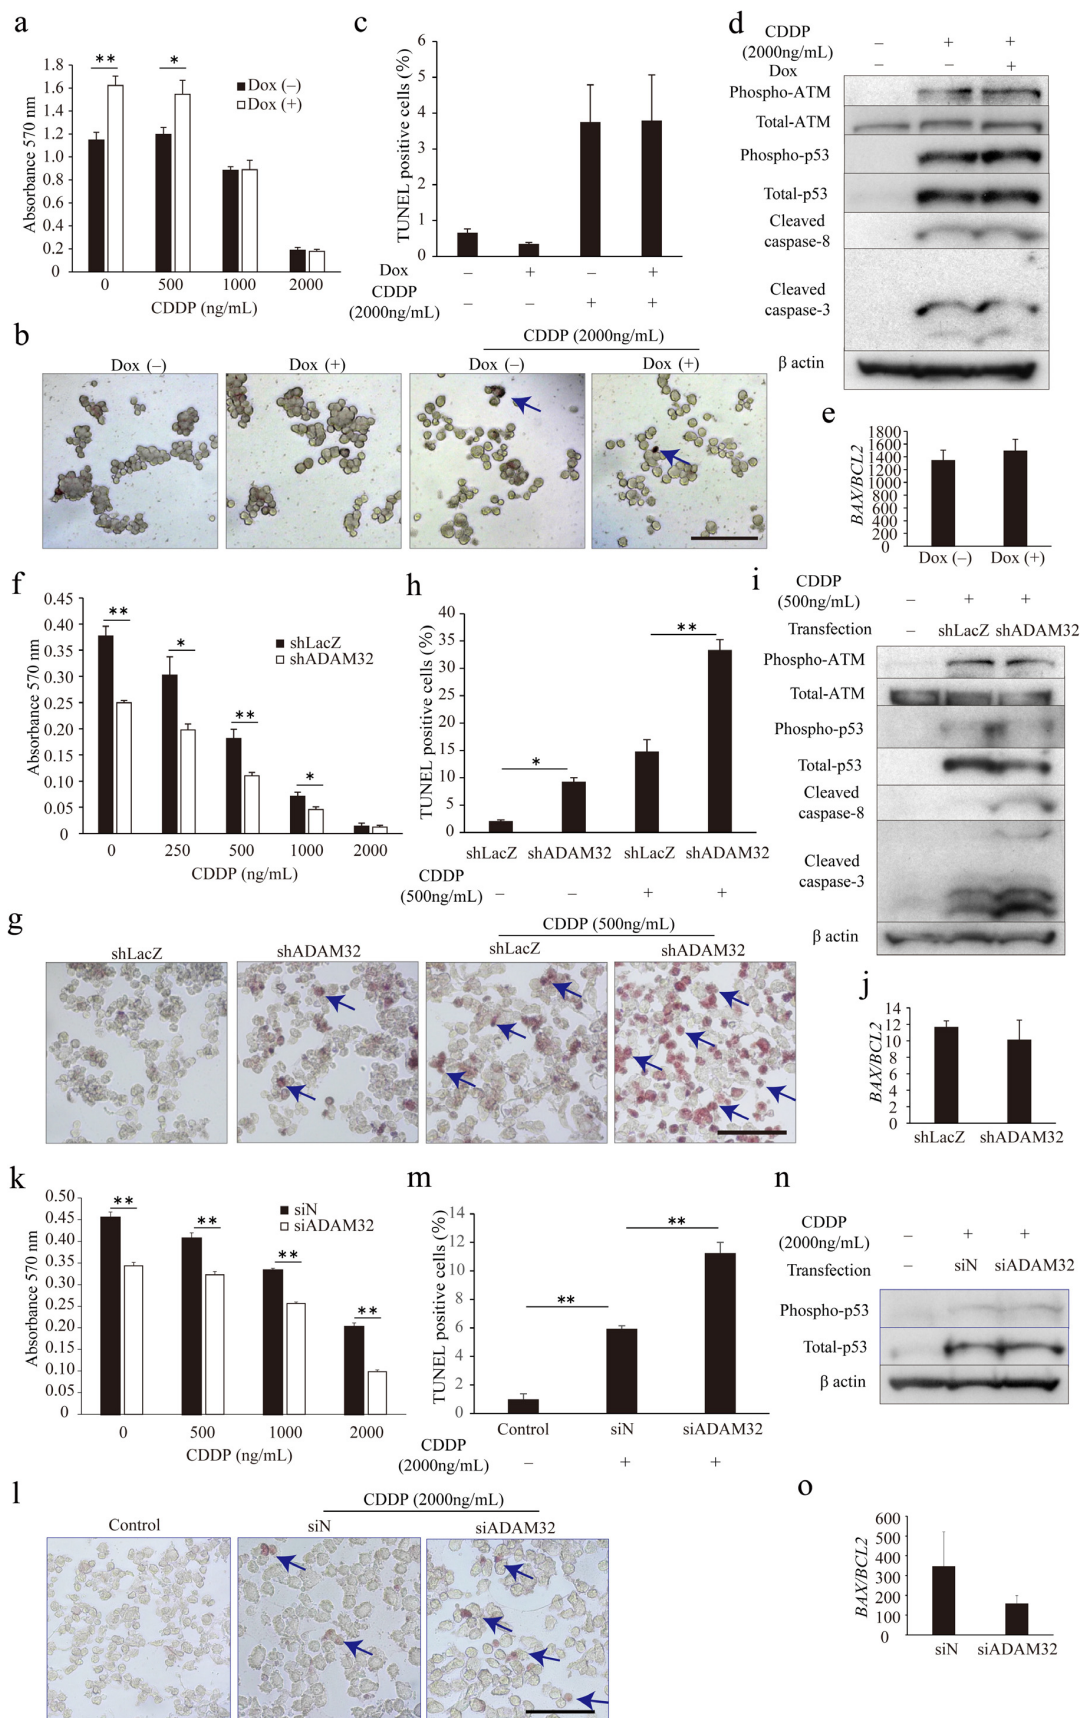 a
**
*
Dox (–)
Dox (+)
1.8
1.6
1.4
1.2
1.0
0.8
0.6
0.4
0.2
0
Absorbance 570 nm
0 500 1000 2000
CDDP (ng/mL)
c
6
5
4
3
2
1
0
TUNEL positive cells (%)
Dox – + – +
CDDP
(2000ng/mL) – – + +
d
CDDP
(2000ng/mL) – + +
Dox – – +
Phospho-ATM
Total-ATM
Phospho-p53
Total-p53
Cleaved
caspase-8
Cleaved
caspase-3
β actin
b
CDDP (2000ng/mL)
Dox (–) Dox (+) Dox (–) Dox (+)
e
1800
1600
1400
1200
1000
800
600
400
200
0
BAX/BCL2
Dox (–) Dox (+)
f
0.45
0.40
0.35
0.30
0.25
0.20
0.15
0.10
0.05
0
Absorbance 570 nm
** * ** *
shLacZ
shADAM32
0 250 500 1000 2000
CDDP (ng/mL)
h
40
35
30
25
20
15
10
5
0
TUNEL positive cells (%)
* **
shLacZ shADAM32 shLacZ shADAM32
CDDP
(500ng/mL) – – + +
i
CDDP
(500ng/mL) – + +
Transfection – shLacZ shADAM32
Phospho-ATM
Total-ATM
Phospho-p53
Total-p53
Cleaved
caspase-8
Cleaved
caspase-3
β actin
g
CDDP (500ng/mL)
shLacZ shADAM32 shLacZ shADAM32
j
14
12
10
8
6
4
2
0
BAX/BCL2
shLacZ shADAM32
k
0.50
0.45
0.40
0.35
0.30
0.25
0.20
0.15
0.10
0.05
0
Absorbance 570 nm
** ** ** **
siN
siADAM32
0 500 1000 2000
CDDP (ng/mL)
m
14
12
11
8
6
4
2
0
TUNEL positive cells (%)
** **
Control siN siADAM32
CDDP
(2000ng/mL) – + +
n
CDDP
(2000ng/mL) – + +
Transfection – siN siADAM32
Phospho-p53
Total-p53
β actin
l
CDDP (2000ng/mL)
Control siN siADAM32
o
600
500
400
300
200
100
0
BAX/BCL2
siN siADAM32